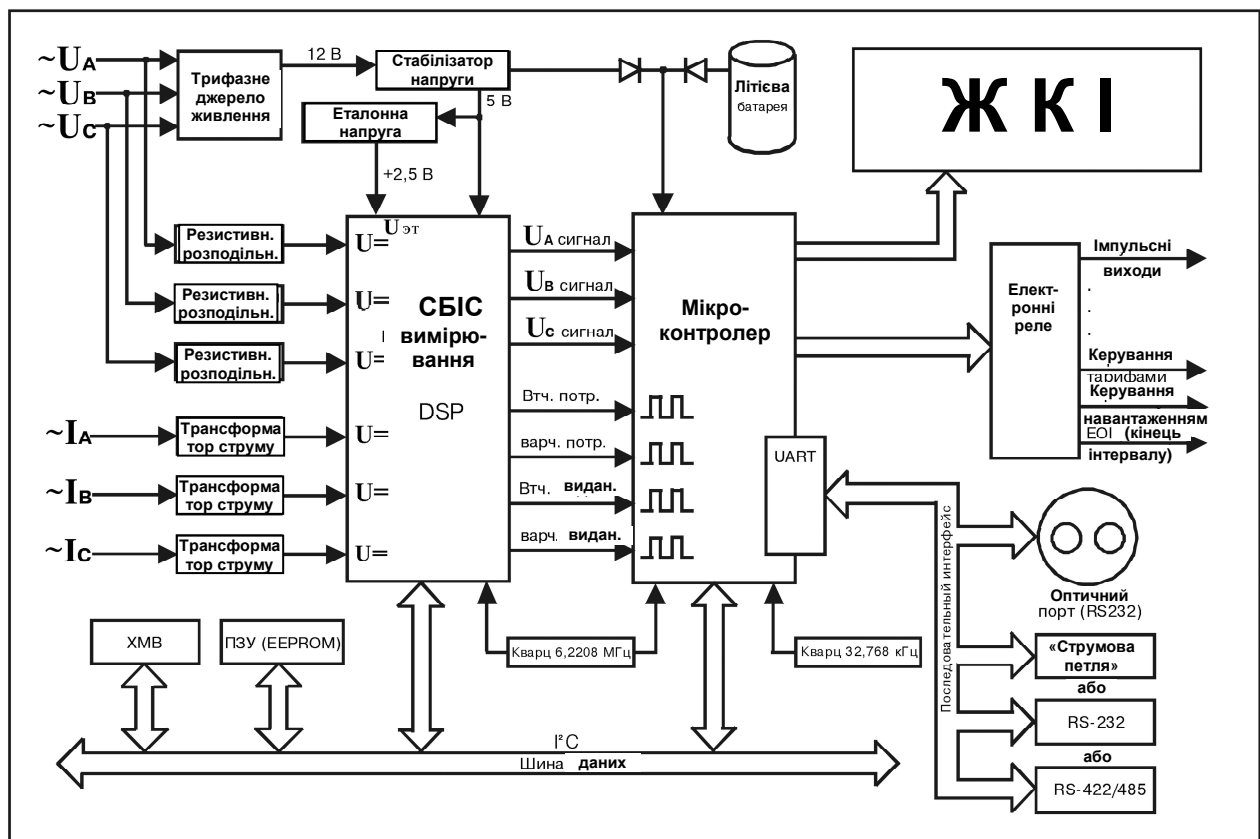 ~UA
~UB
~UC
Трифазне
джерело
живлення
12 В
Стабілізатор
напруги
5 В
Еталонна
напруга
+2,5 В
Літієва
батарея
Ж К І
Резистивн.
розподільн.
Резистивн.
розподільн.
Резистивн.
розподільн.
~IA
~IB
~IC
Трансформа
тор струму
Трансформа
тор струму
Трансформа
тор струму
Uэт
U=
U=
U=
U=
U=
U=
СБІС
вимірю-
вання
DSP
UA сигнал
UB сигнал
UC сигнал
Втч. потр.
варч. потр.
Втч. видан.
варч. видан.
Мікро-
контролер
UART
Елект-
ронні
реле
Імпульсні
виходи
Керування
тарифами
Керування
навантаженням
EOI (кінець
інтервалу)
Последовательный интерфейс
Оптичний
порт (RS232)
«Струмова
петля»
або
RS-232
або
RS-422/485
ХМВ
ПЗУ (EEPROM)
Кварц 6,2208 МГц
Кварц 32,768 кГц
I²C
Шина даних